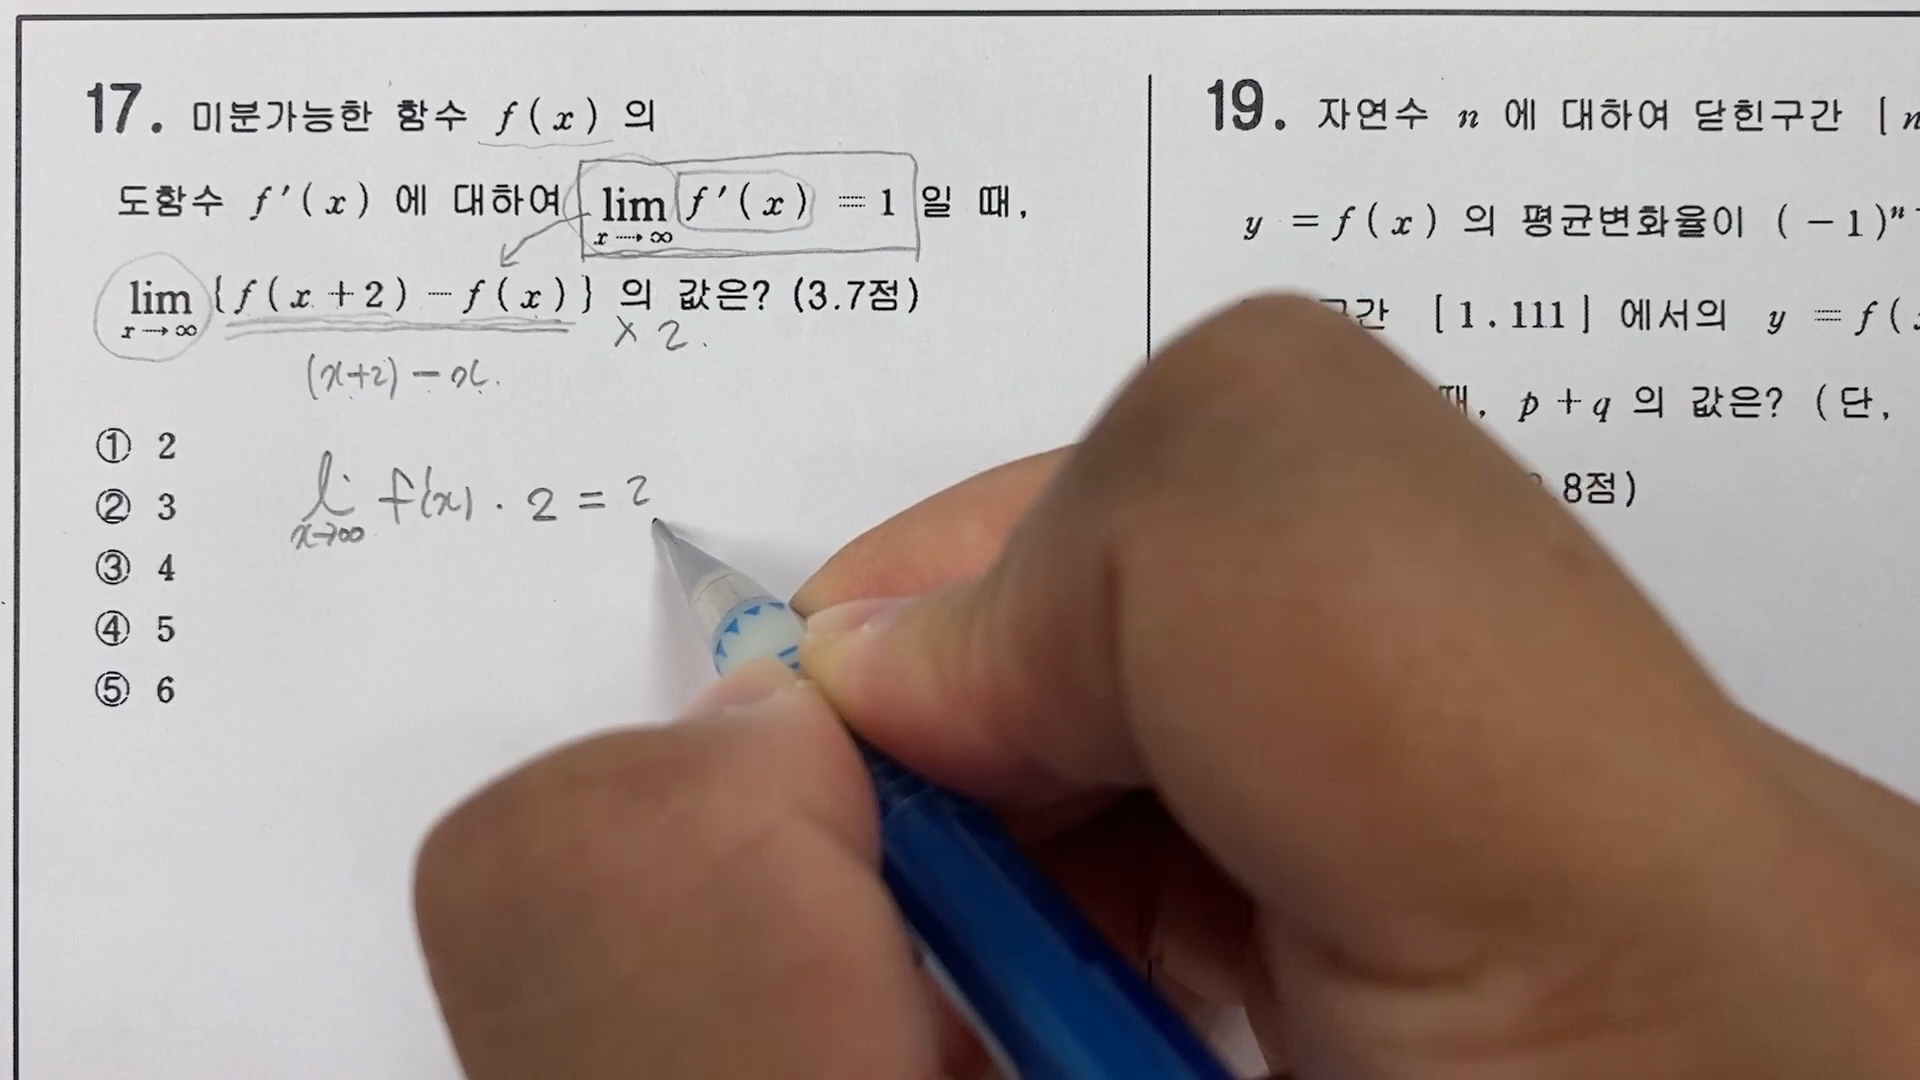 17. 미분가능한 함수 f(x) 의
도함수 f′(x) 에 대하여 lim x→∞ f′(x) = 1 일 때,
lim x→∞ {f(x+2) − f(x)} 의 값은? (3.7점)
× 2.
(x+2) − x.
① 2
② 3
③ 4
④ 5
⑤ 6
li x→∞ f′(x) · 2 = 2
19. 자연수 n 에 대하여 닫힌구간 [n
y = f(x) 의 평균변화율이 (−1)ⁿ
[1.111] 에서의 y = f(
p+q 의 값은? (단,
8점)